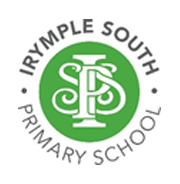 · IRYMPLE SOUTH ·
ISPS
PRIMARY SCHOOL